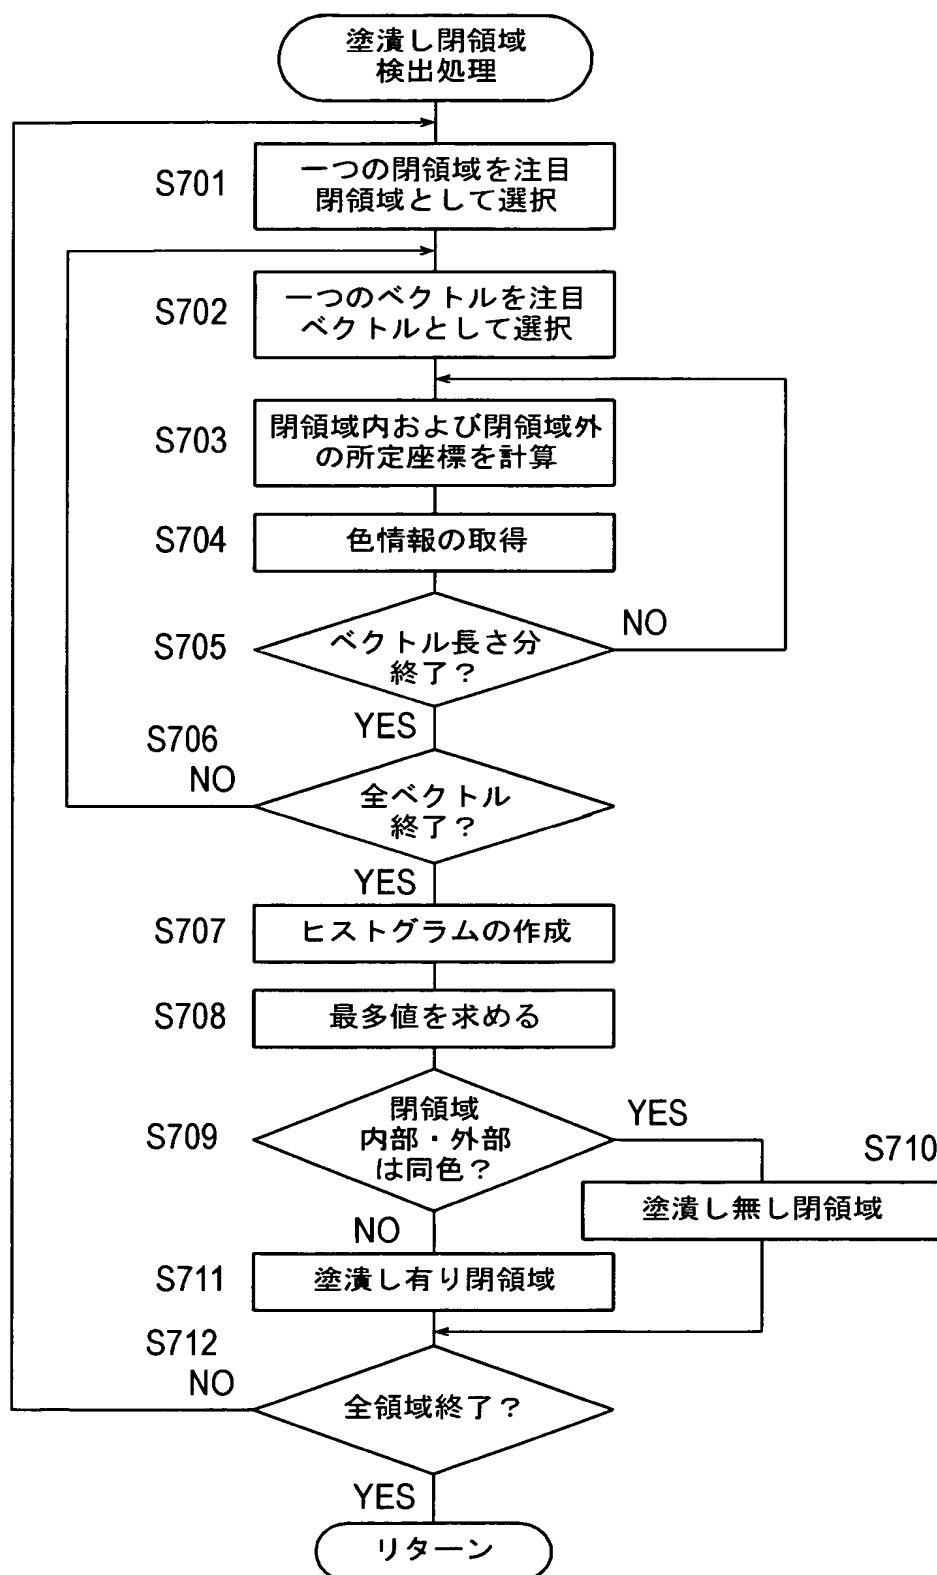 塗潰し閉領域
検出処理
S701
一つの閉領域を注目
閉領域として選択
S702
一つのベクトルを注目
ベクトルとして選択
S703
閉領域内および閉領域外
の所定座標を計算
S704
色情報の取得
S705
ベクトル長さ分
終了?
NO
YES
S706
NO
全ベクトル
終了?
YES
S707
ヒストグラムの作成
S708
最多値を求める
S709
閉領域
内部・外部
は同色?
YES
S710
塗潰し無し閉領域
NO
S711
塗潰し有り閉領域
S712
NO
全領域終了?
YES
リターン